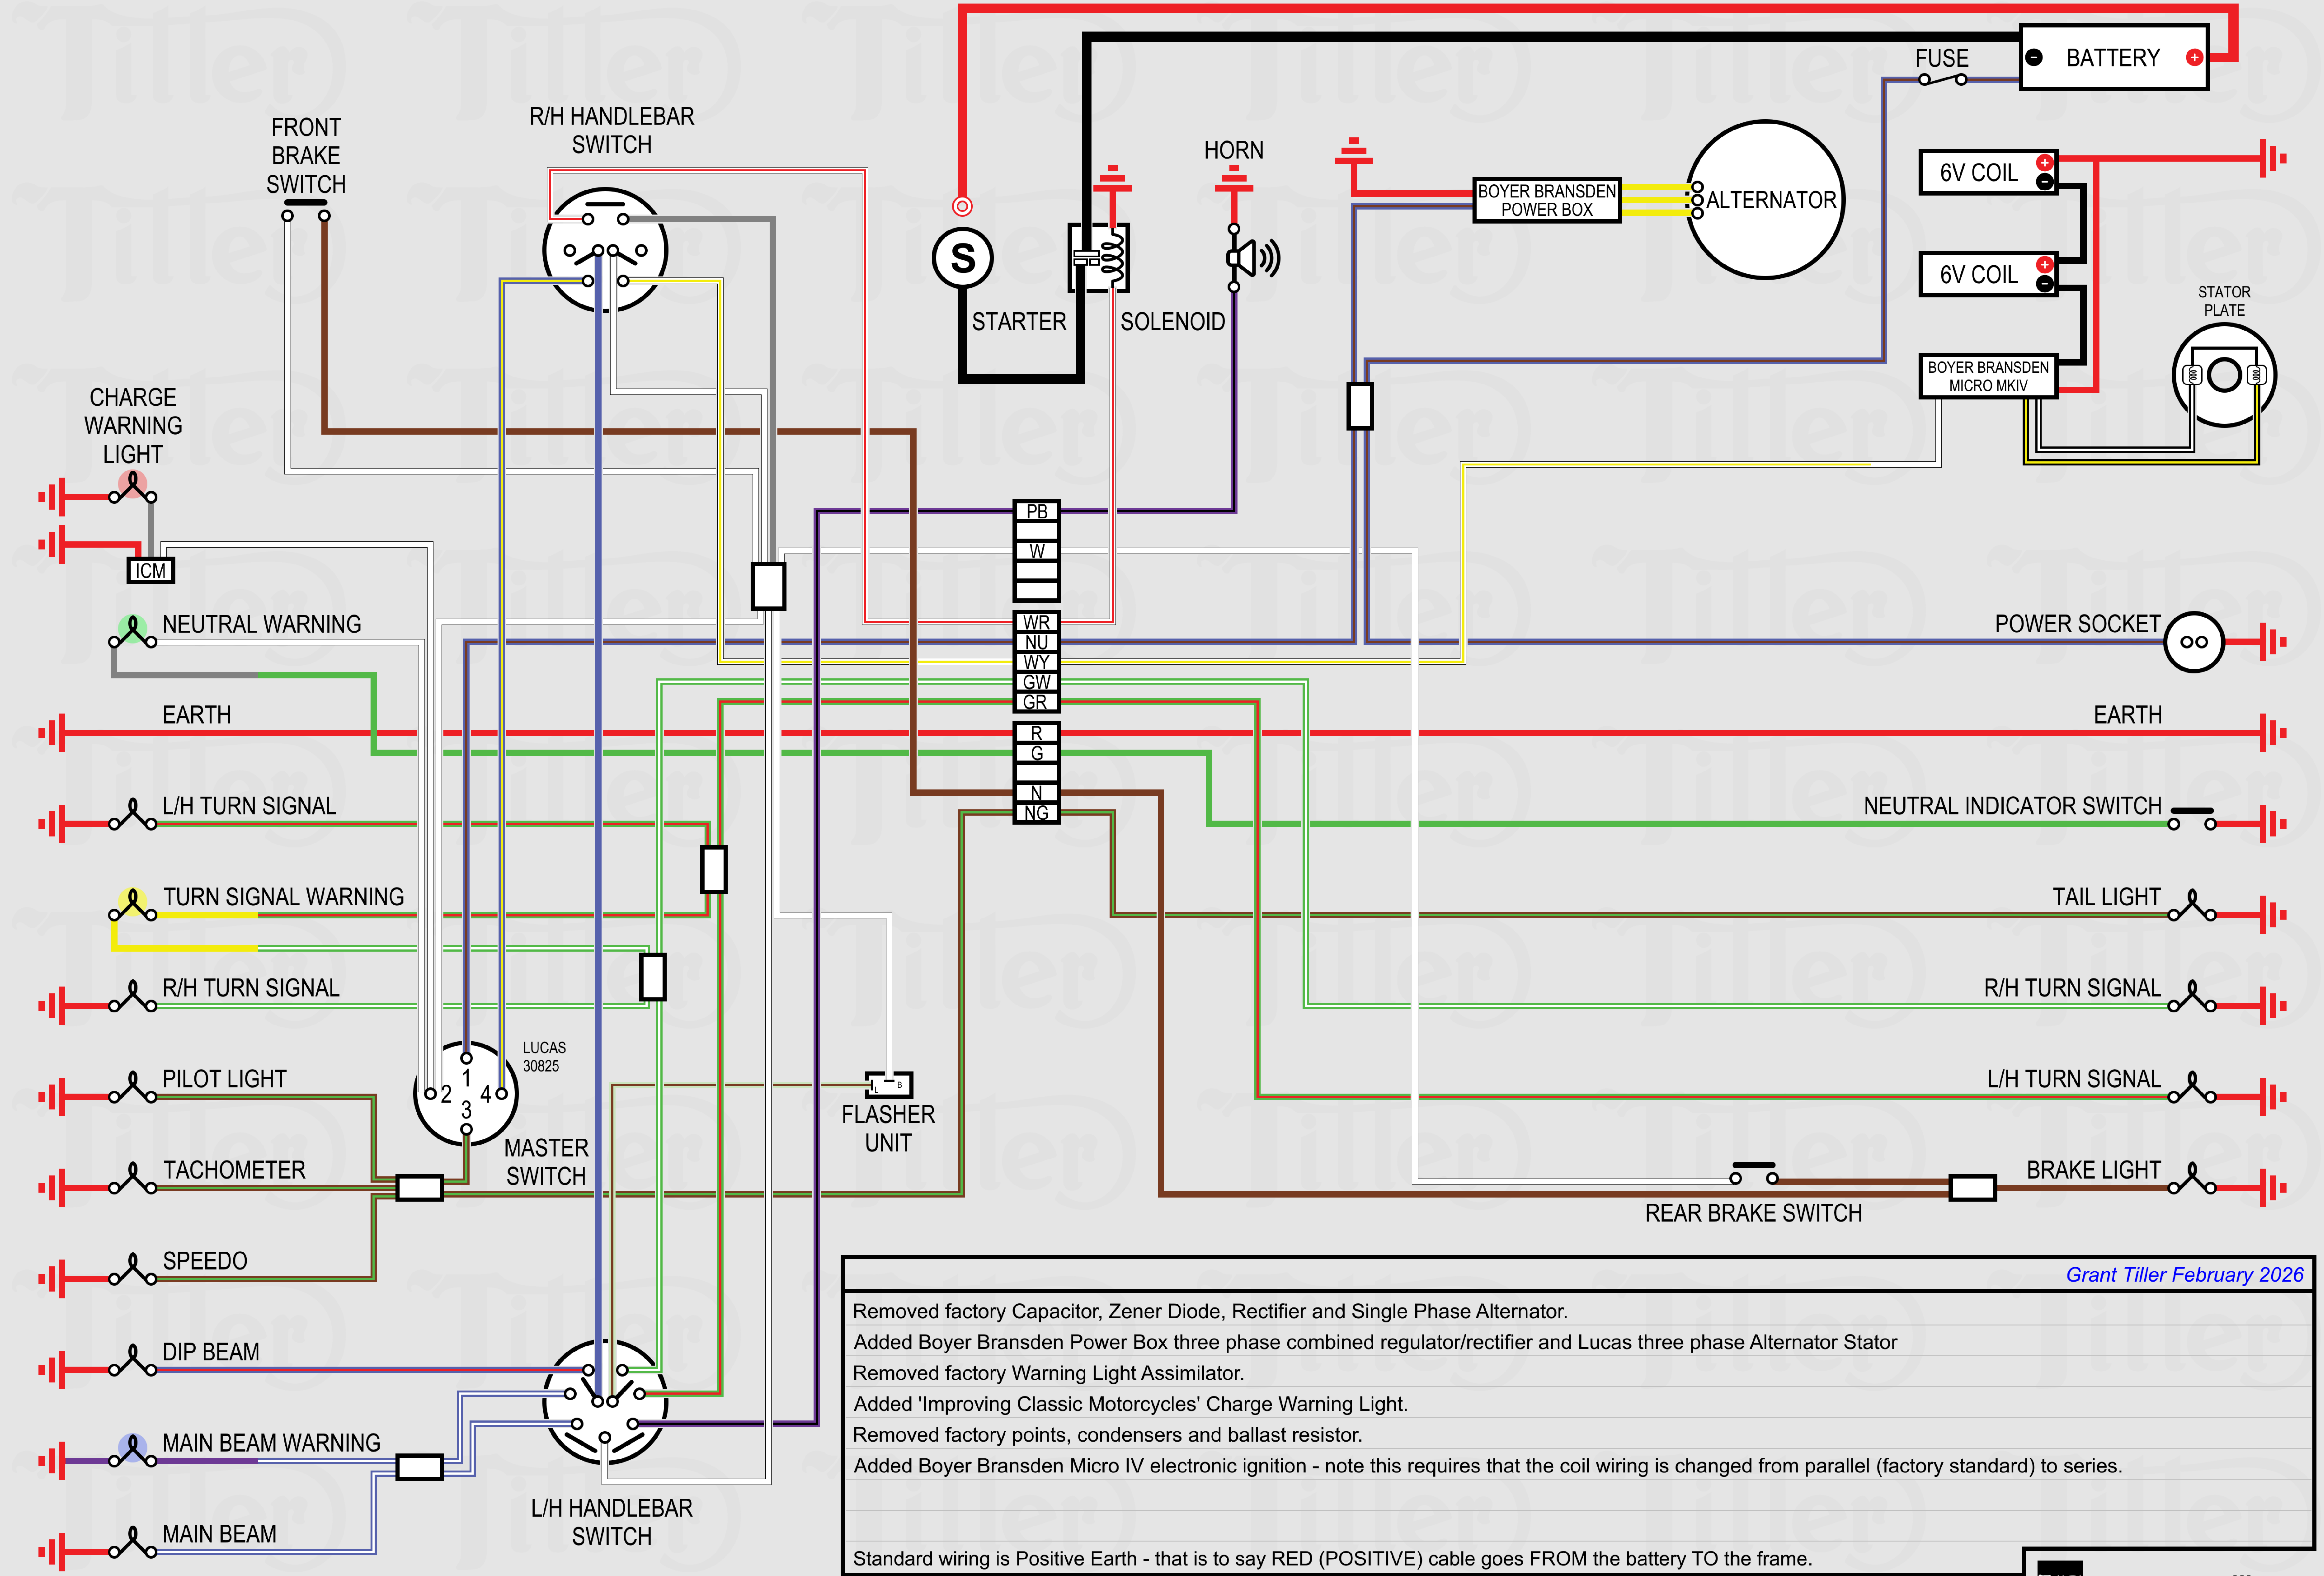 FUSE
BATTERY
R/H HANDLEBAR
SWITCH
FRONT
BRAKE
SWITCH
HORN
6V COIL
BOYER BRANSDEN
POWER BOX
ALTERNATOR
S
6V COIL
STARTER
SOLENOID
STATOR
PLATE
BOYER BRANSDEN
MICRO MKIV
CHARGE
WARNING
LIGHT
PB
W
ICM
NEUTRAL WARNING
WR
NU
WY
GW
GR
POWER SOCKET
EARTH
R
G
N
NG
EARTH
L/H TURN SIGNAL
NEUTRAL INDICATOR SWITCH
TURN SIGNAL WARNING
TAIL LIGHT
R/H TURN SIGNAL
R/H TURN SIGNAL
LUCAS
30825
1
2
4
3
PILOT LIGHT
L B
FLASHER
UNIT
L/H TURN SIGNAL
MASTER
SWITCH
TACHOMETER
BRAKE LIGHT
REAR BRAKE SWITCH
SPEEDO
DIP BEAM
MAIN BEAM WARNING
L/H HANDLEBAR
SWITCH
MAIN BEAM
Grant Tiller February 2026
Removed factory Capacitor, Zener Diode, Rectifier and Single Phase Alternator.
Added Boyer Bransden Power Box three phase combined regulator/rectifier and Lucas three phase Alternator Stator
Removed factory Warning Light Assimilator.
Added 'Improving Classic Motorcycles' Charge Warning Light.
Removed factory points, condensers and ballast resistor.
Added Boyer Bransden Micro IV electronic ignition - note this requires that the coil wiring is changed from parallel (factory standard) to series.
Standard wiring is Positive Earth - that is to say RED (POSITIVE) cable goes FROM the battery TO the frame.
Tiller